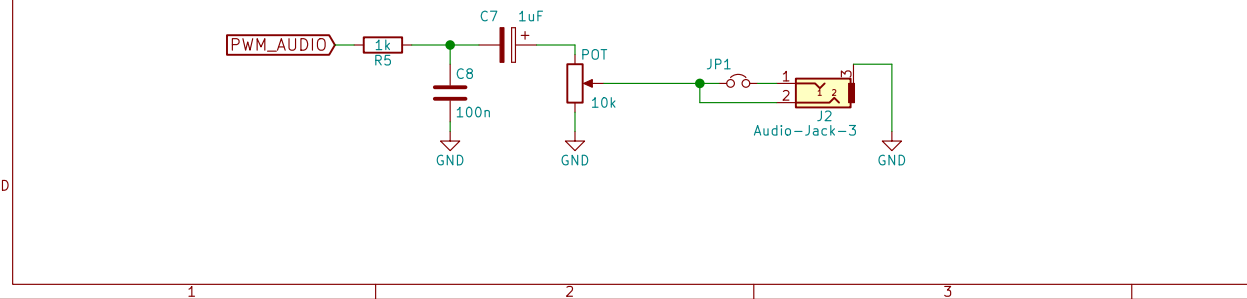 C7 1uF
PWM_AUDIO 1k
R5
+
POT
JP1
C8
1
3
1 2
2
10k
100n
J2
Audio-Jack-3
GND GND GND
D
1 2 3